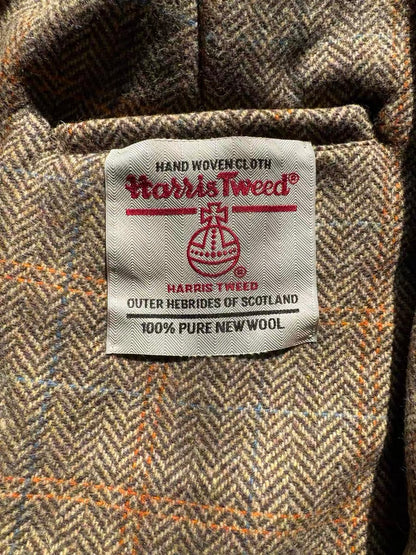 HAND WOVEN CLOTH
Harris Tweed®
®
HARRIS TWEED
OUTER HEBRIDES OF SCOTLAND
100% PURE NEW WOOL